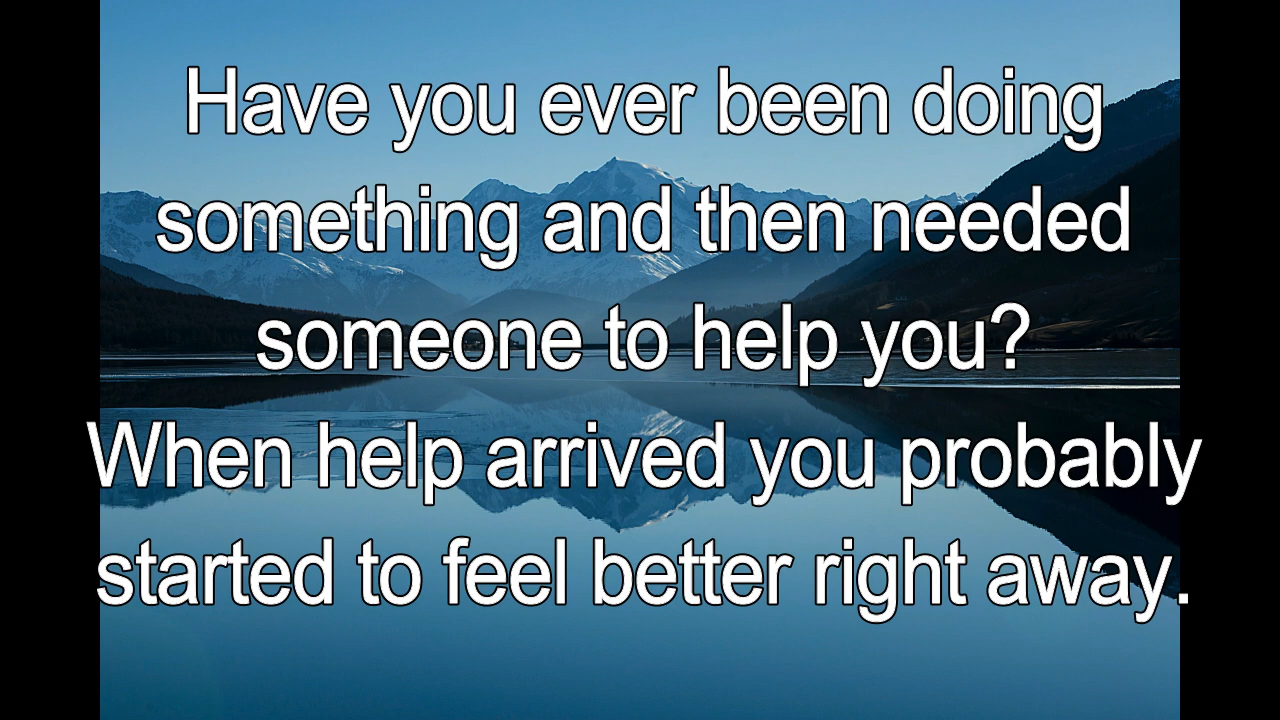 Have you ever been doing
something and then needed
someone to help you?
When help arrived you probably
started to feel better right away.